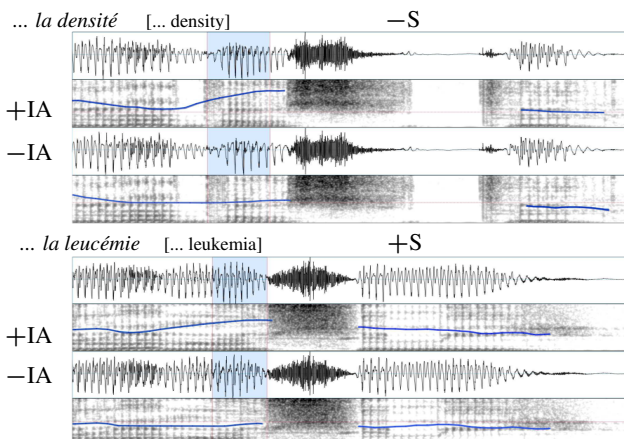 ... la densité [... density] −S
+IA
−IA
... la leucémie [... leukemia] +S
+IA
−IA